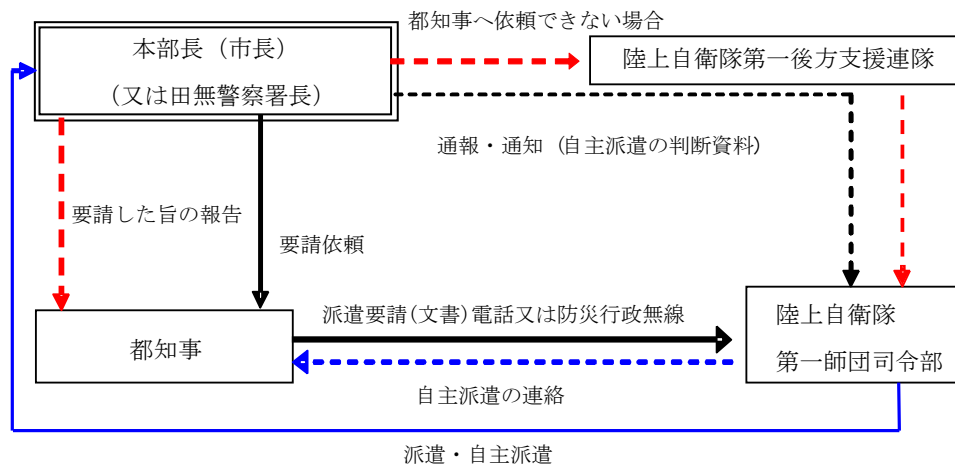 都知事へ依頼できない場合
本部長（市長）
（又は田無警察署長）
陸上自衛隊第一後方支援連隊
通報・通知（自主派遣の判断資料）
要請した旨の報告
要請依頼
派遣要請(文書)電話又は防災行政無線
都知事
陸上自衛隊
第一師団司令部
自主派遣の連絡
派遣・自主派遣